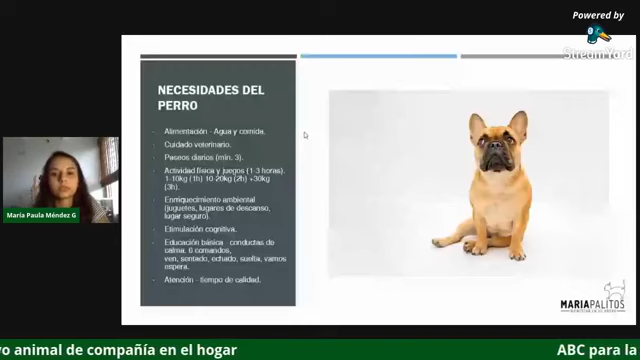 Powered by
StreamYard
NECESIDADES DEL
PERRO
Alimentación - Agua y comida.
Cuidado veterinario.
Paseos diarios (min. 3).
Actividad física y juegos (1-3 horas).
1-10kg (1h) 10-20kg (2h) +30kg
(3h).
Enriquecimiento ambiental
(juguetes, lugares de descanso,
lugar seguro).
Etimulación cognitiva.
Educación básica - conductas de
calma, 6 comandos,
ven, sentado, echado, suelta, vamos
espera.
Atención - tiempo de calidad.
María Paula Méndez G
MARIAPALITOS
vo animal de compañía en el hogar
ABC para la